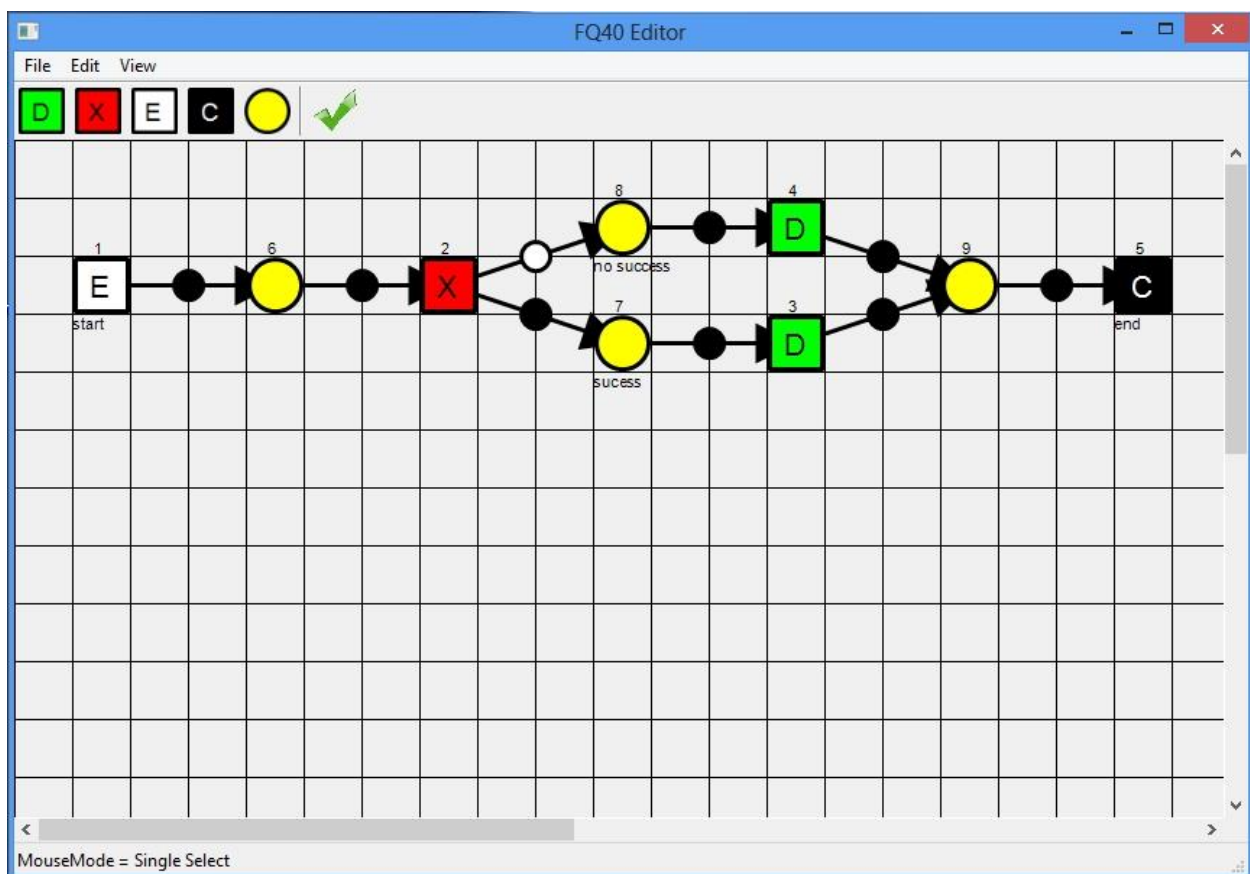 FQ40 Editor
File Edit View
D X E C
8 4
1 6 2 D 9 5
E X no success C
start 7 3 end
D
sucess
MouseMode = Single Select